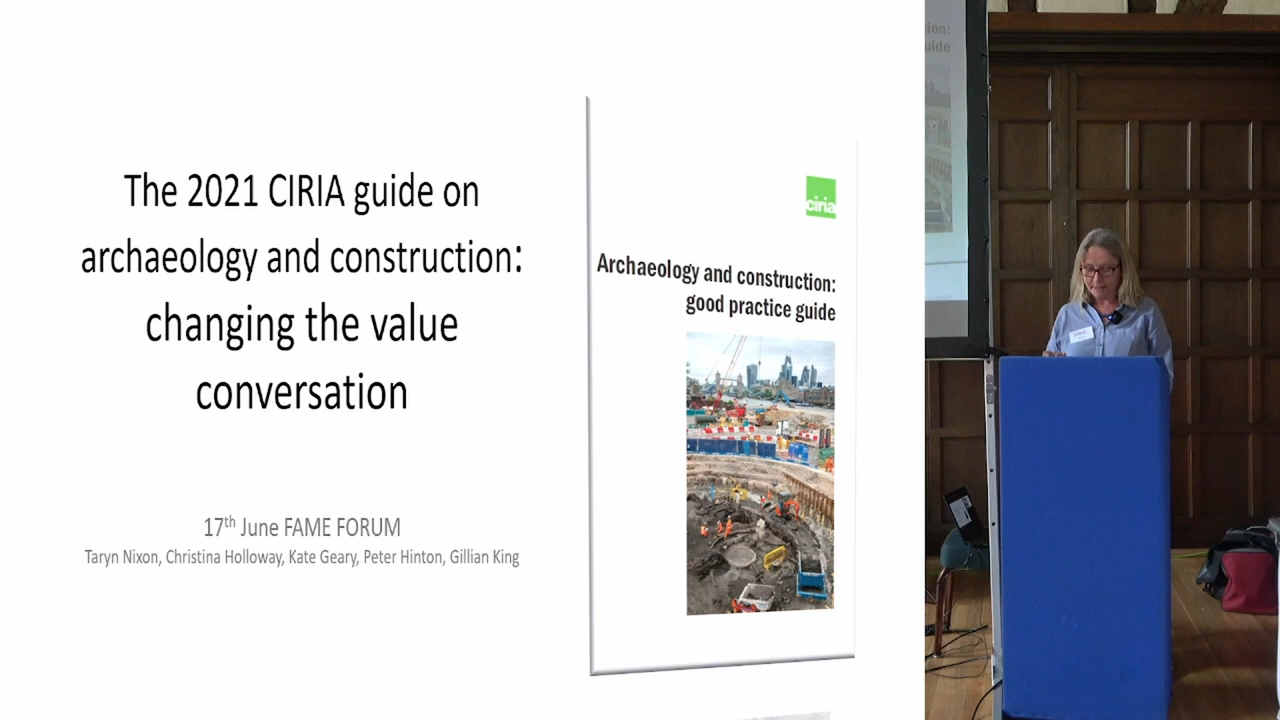 The 2021 CIRIA guide on
archaeology and construction:
changing the value
conversation
17th June FAME FORUM
Taryn Nixon, Christina Holloway, Kate Geary, Peter Hinton, Gillian King
ciria
Archaeology and construction:
good practice guide